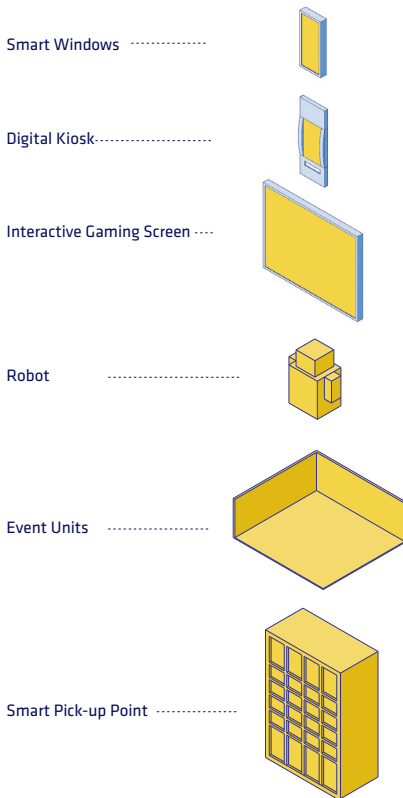 Smart Windows
Digital Kiosk
Interactive Gaming Screen
Robot
Event Units
Smart Pick-up Point